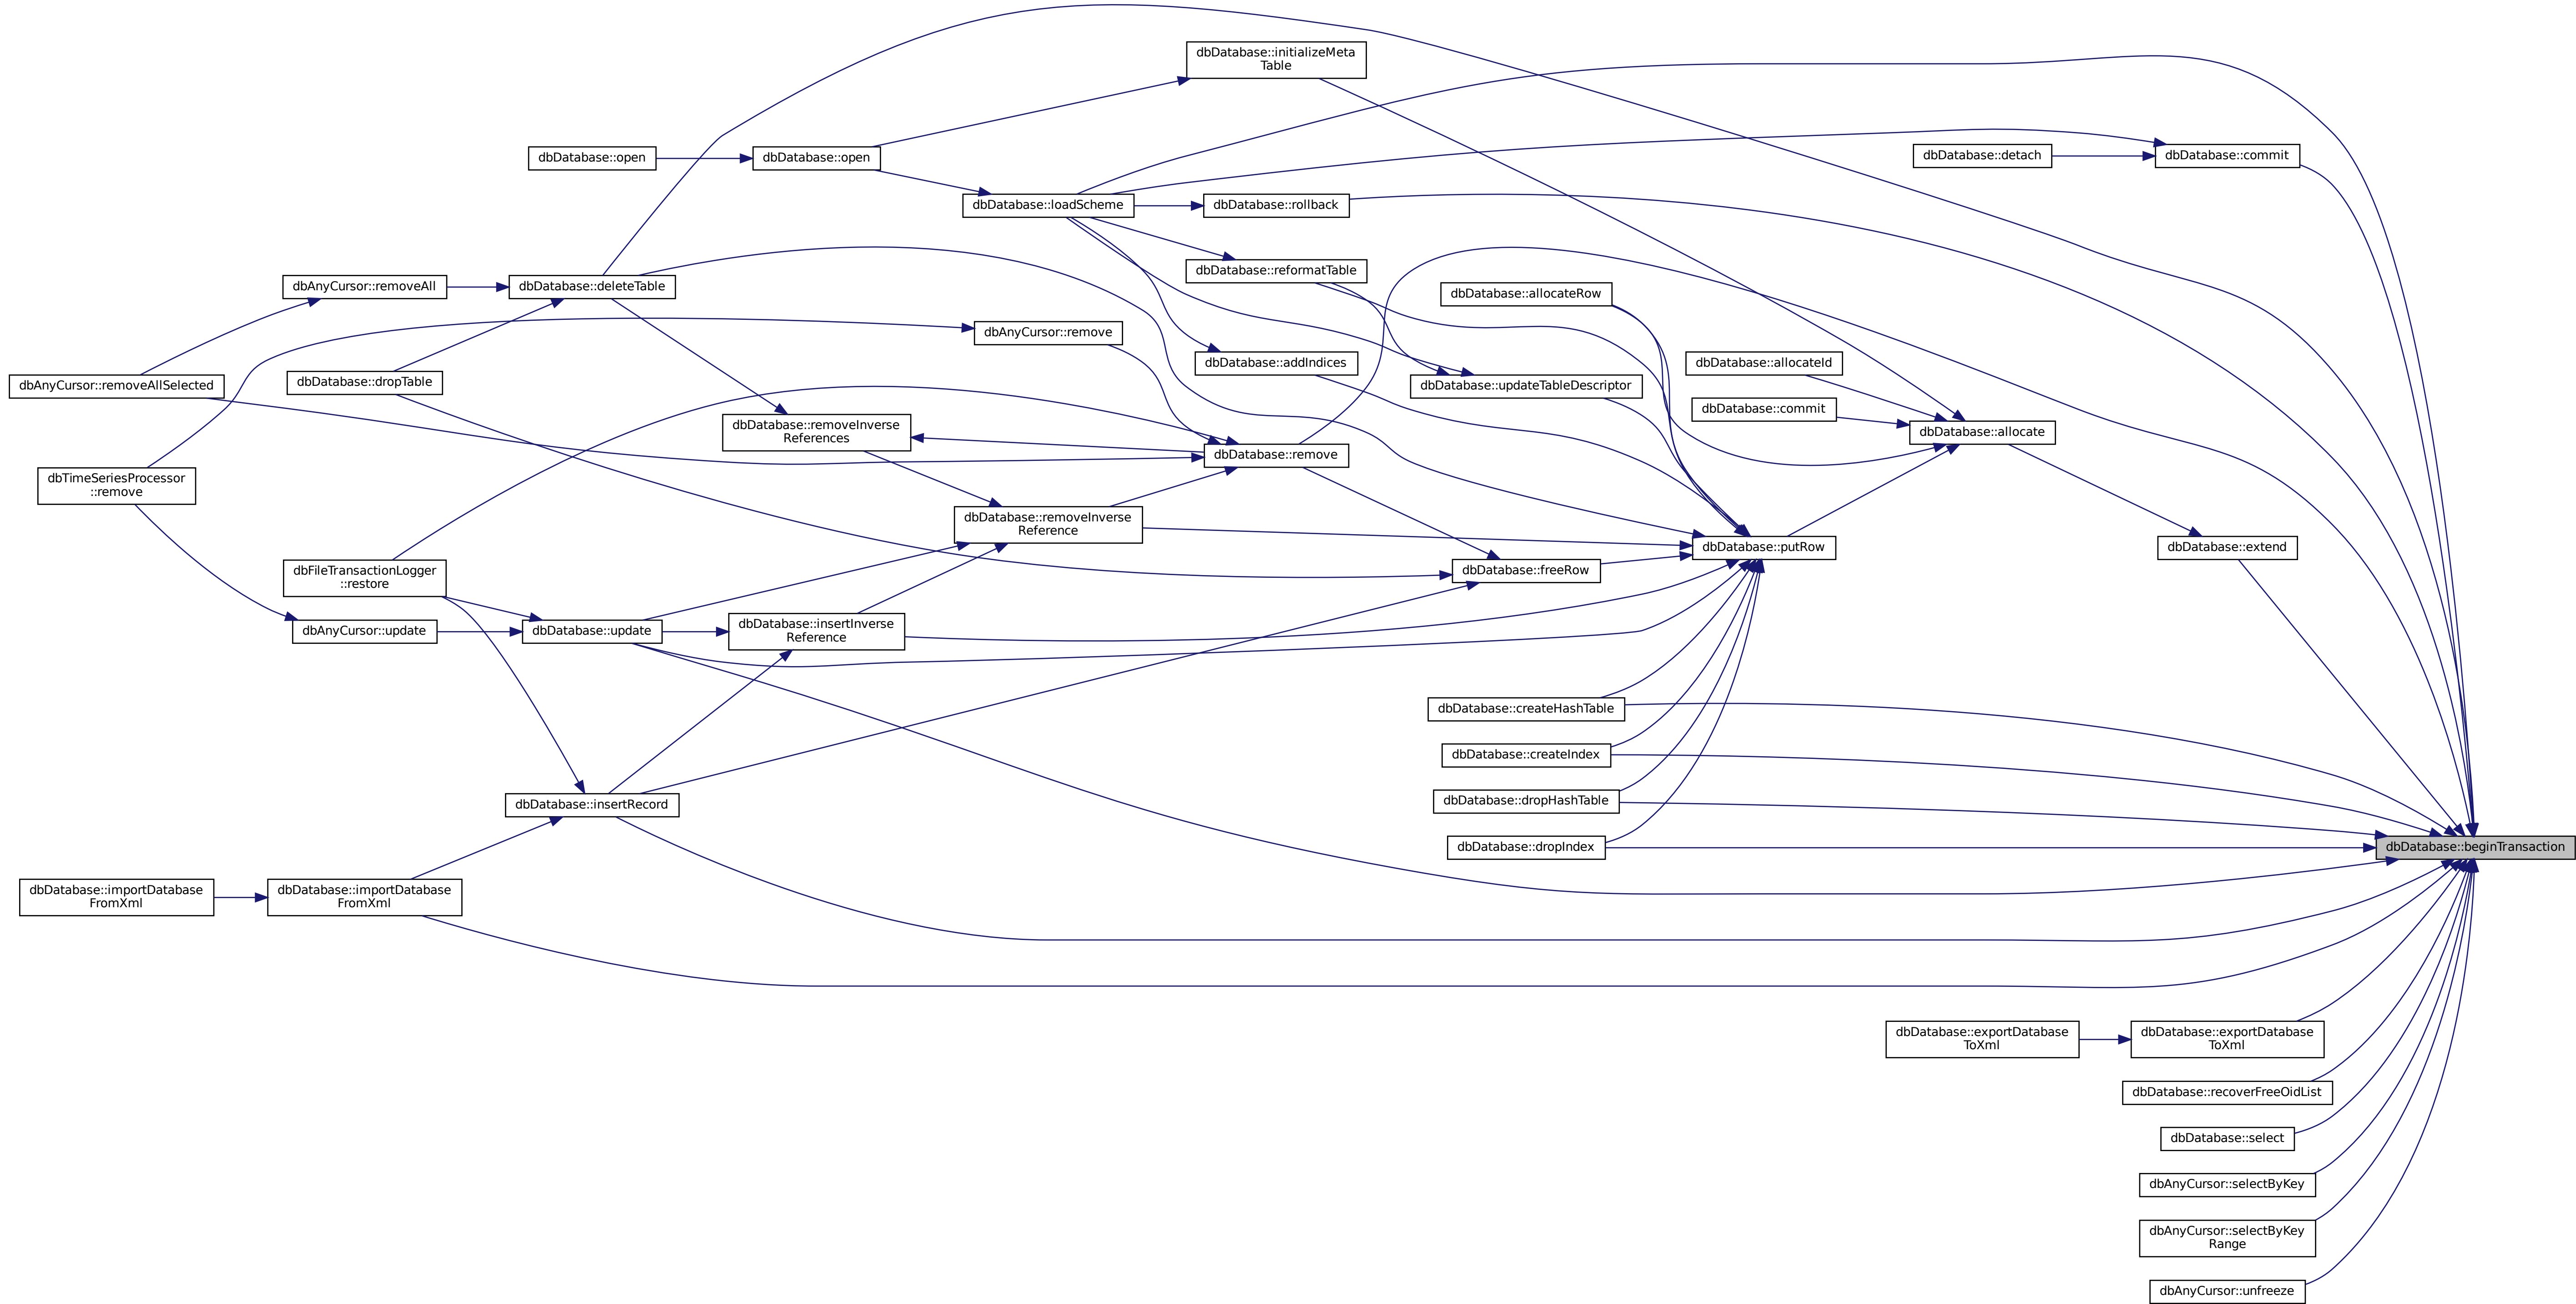 dbDatabase::initializeMeta
Table
dbDatabase::open
dbDatabase::open
dbDatabase::detach
dbDatabase::commit
dbDatabase::loadScheme
dbDatabase::rollback
dbDatabase::reformatTable
dbAnyCursor::removeAll
dbDatabase::deleteTable
dbDatabase::allocateRow
dbAnyCursor::remove
dbDatabase::addIndices
dbDatabase::allocateId
dbAnyCursor::removeAllSelected
dbDatabase::dropTable
dbDatabase::updateTableDescriptor
dbDatabase::commit
dbDatabase::removeInverse
References
dbDatabase::allocate
dbDatabase::remove
dbTimeSeriesProcessor
::remove
dbDatabase::removeInverse
Reference
dbDatabase::putRow
dbDatabase::extend
dbFileTransactionLogger
::restore
dbDatabase::freeRow
dbAnyCursor::update
dbDatabase::update
dbDatabase::insertInverse
Reference
dbDatabase::createHashTable
dbDatabase::createIndex
dbDatabase::insertRecord
dbDatabase::dropHashTable
dbDatabase::dropIndex
dbDatabase::beginTransaction
dbDatabase::importDatabase
FromXml
dbDatabase::importDatabase
FromXml
dbDatabase::exportDatabase
ToXml
dbDatabase::exportDatabase
ToXml
dbDatabase::recoverFreeOidList
dbDatabase::select
dbAnyCursor::selectByKey
dbAnyCursor::selectByKey
Range
dbAnyCursor::unfreeze